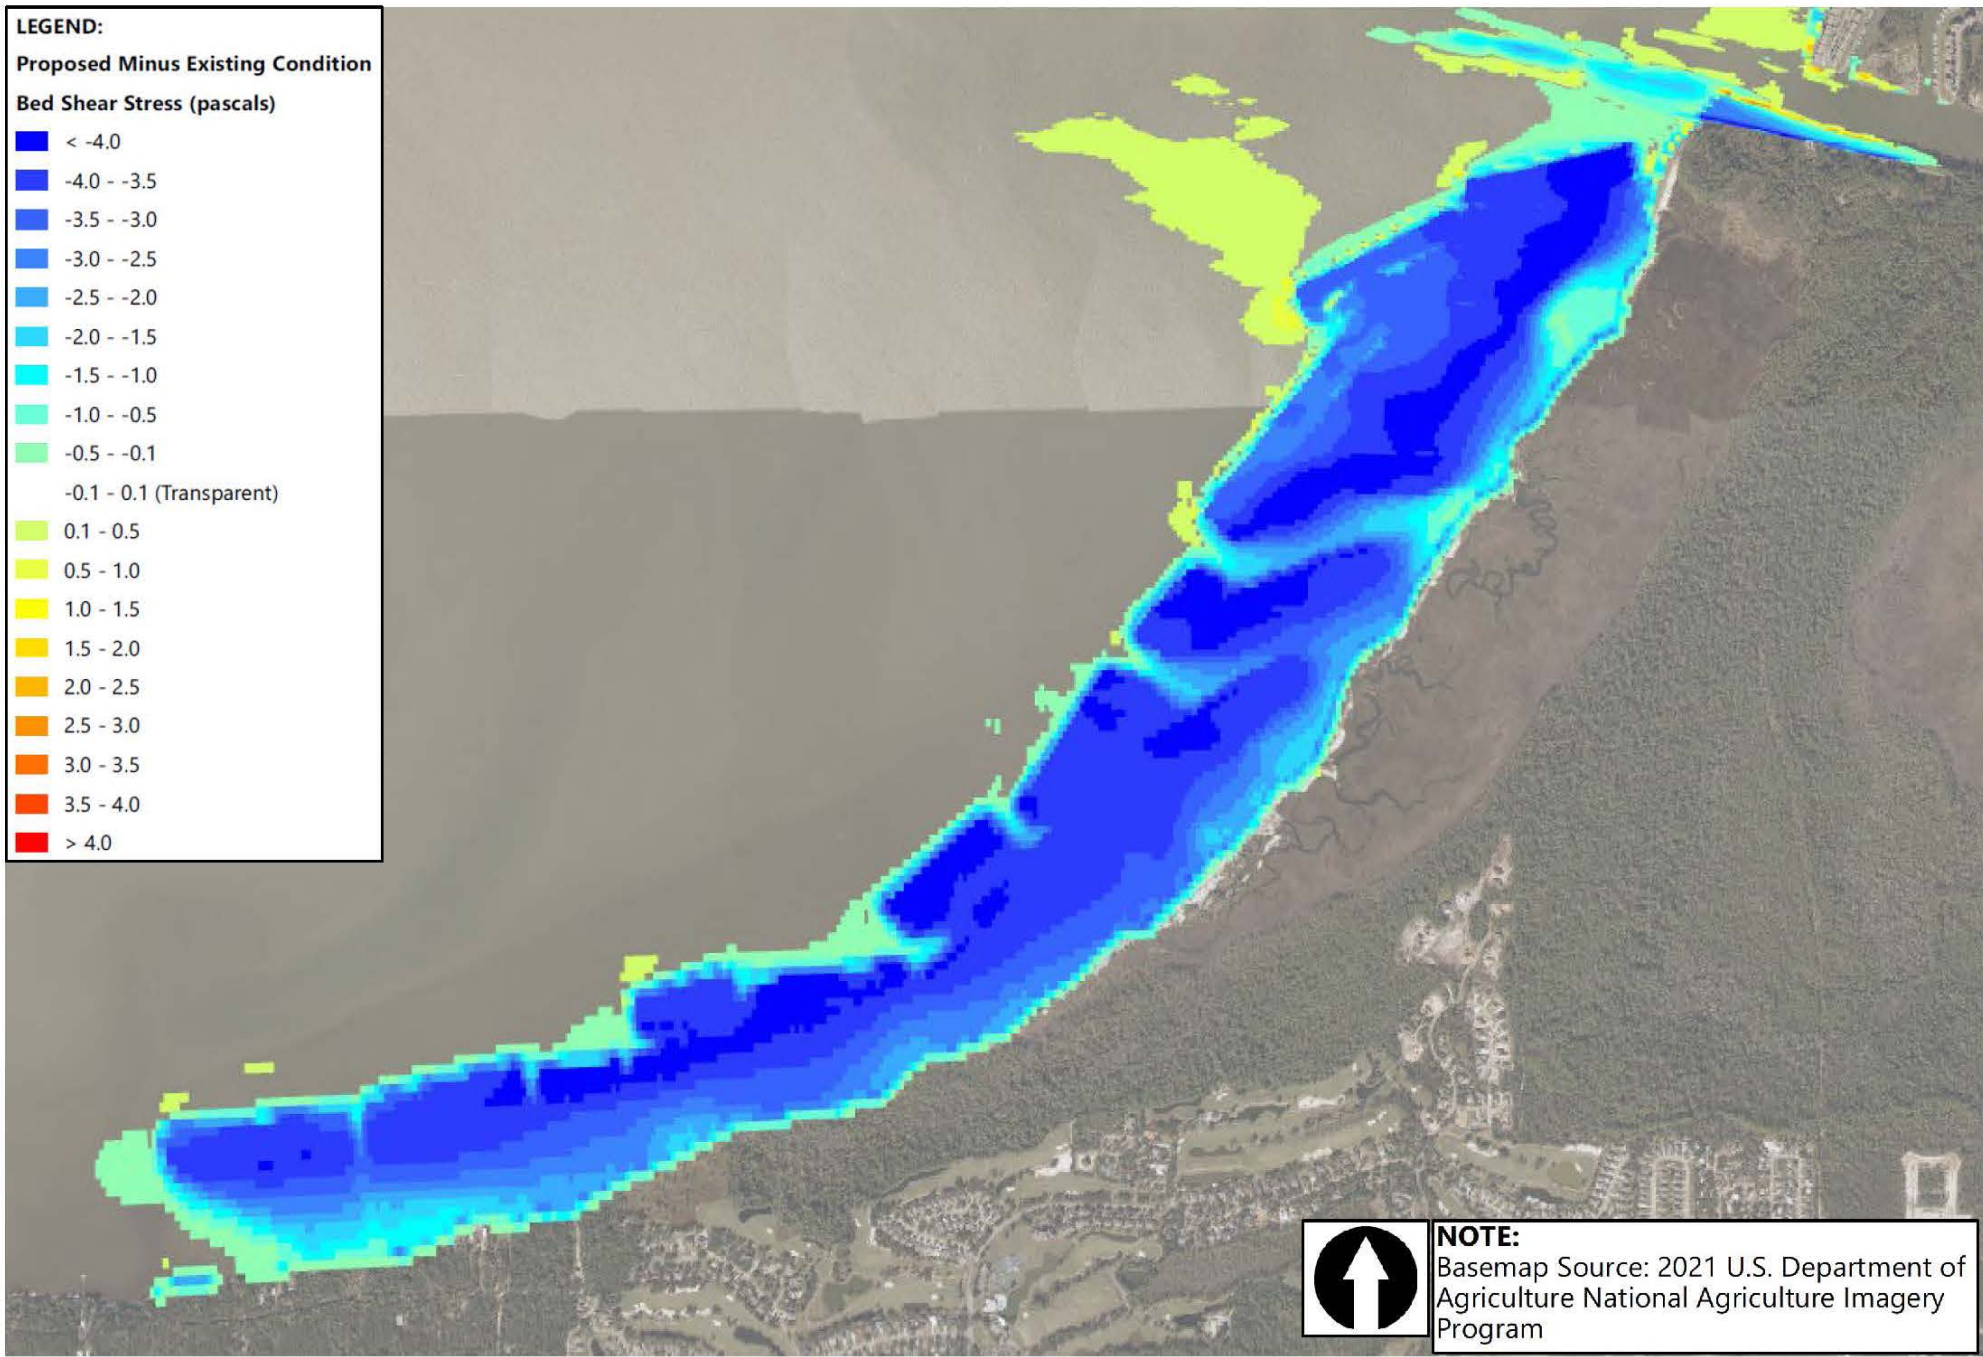 LEGEND:
Proposed Minus Existing Condition
Bed Shear Stress (pascals)
< -4.0
-4.0 - -3.5
-3.5 - -3.0
-3.0 - -2.5
-2.5 - -2.0
-2.0 - -1.5
-1.5 - -1.0
-1.0 - -0.5
-0.5 - -0.1
-0.1 - 0.1 (Transparent)
0.1 - 0.5
0.5 - 1.0
1.0 - 1.5
1.5 - 2.0
2.0 - 2.5
2.5 - 3.0
3.0 - 3.5
3.5 - 4.0
> 4.0
NOTE:
Basemap Source: 2021 U.S. Department of
Agriculture National Agriculture Imagery
Program